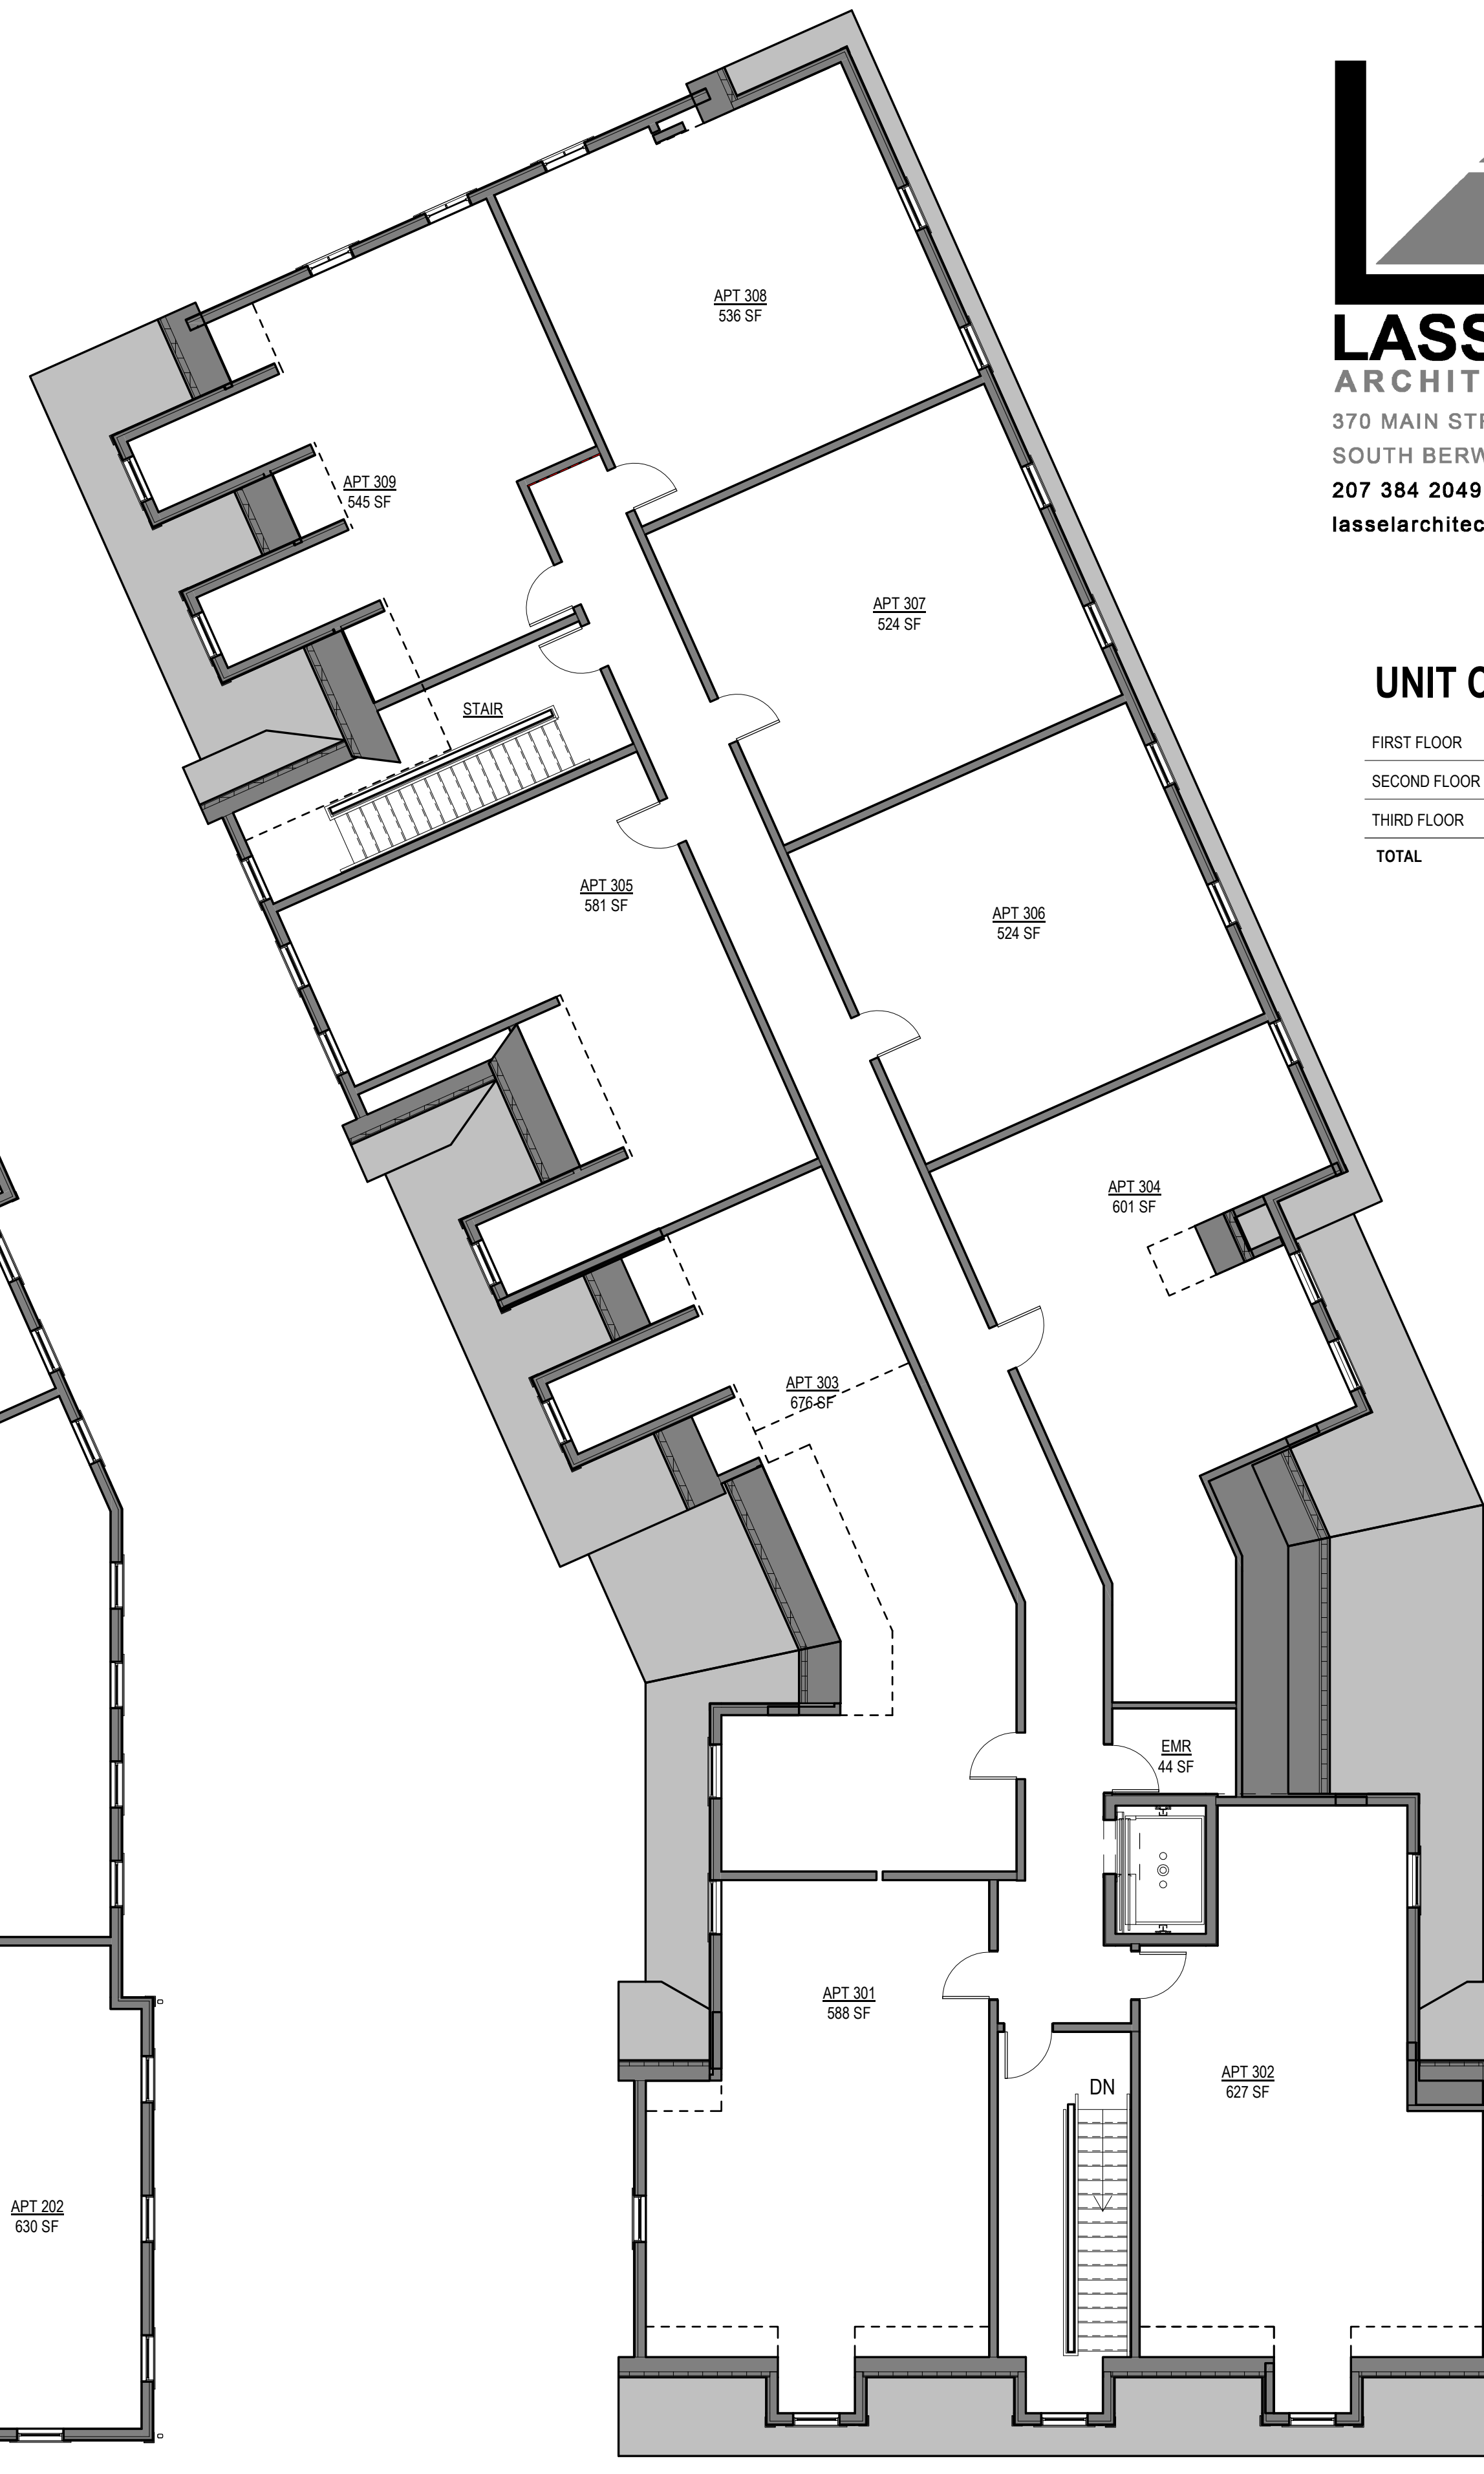 APT 308
536 SF
APT 309
545 SF
APT 307
524 SF
STAIR
APT 305
581 SF
APT 306
524 SF
APT 304
601 SF
APT 303
676 SF
EMR
44 SF
APT 301
588 SF
APT 302
627 SF
DN
APT 202
630 SF
LASS
ARCHIT
370 MAIN STR
SOUTH BERW
207 384 2049
lasselarchitec
UNIT C
FIRST FLOOR
SECOND FLOOR
THIRD FLOOR
TOTAL